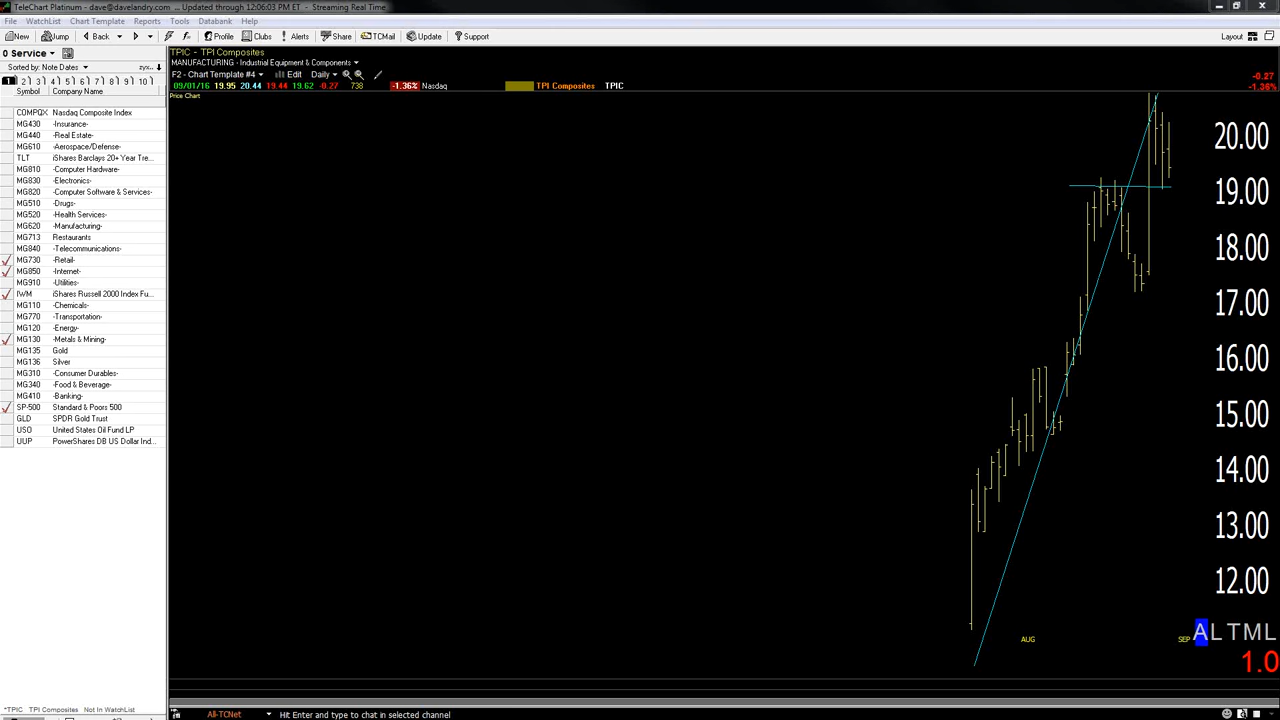 TeleChart Platinum - dave@davelandry.com ... Updated through 12:06:03 PM ET - Streaming Real Time
File WatchList Chart Template Reports Tools Databank Help
New Jump Back Profile Clubs Alerts Share TCMail Update Support Layout
0 Service
Sorted by: Note Dates zyx..
1 2 3 4 5 6 7 8 9 10
Symbol Company Name
COMPQX Nasdaq Composite Index
MG430 -Insurance-
MG440 -Real Estate-
MG610 -Aerospace/Defense-
TLT iShares Barclays 20+ Year Tre...
MG810 -Computer Hardware-
MG830 -Electronics-
MG820 -Computer Software & Services-
MG510 -Drugs-
MG520 -Health Services-
MG620 -Manufacturing-
MG713 Restaurants
MG840 -Telecommunications-
MG730 -Retail-
MG850 -Internet-
MG910 -Utilities-
IWM iShares Russell 2000 Index Fu...
MG110 -Chemicals-
MG770 -Transportation-
MG120 -Energy-
MG130 -Metals & Mining-
MG135 Gold
MG136 Silver
MG310 -Consumer Durables-
MG340 -Food & Beverage-
MG410 -Banking-
SP-500 Standard & Poors 500
GLD SPDR Gold Trust
USO United States Oil Fund LP
UUP PowerShares DB US Dollar Ind...
*TPIC TPI Composites Not In WatchList
TPIC - TPI Composites
MANUFACTURING - Industrial Equipment & Components
F2 - Chart Template #4 Edit Daily
09/01/16 19.95 20.44 19.44 19.62 -0.27 738 -1.36% Nasdaq TPI Composites TPIC
-0.27
-1.36%
Price Chart
20.00
19.00
18.00
17.00
16.00
15.00
14.00
13.00
12.00
AUG SEP
ALTML
1.0
All-TCNet Hit Enter and type to chat in selected channel